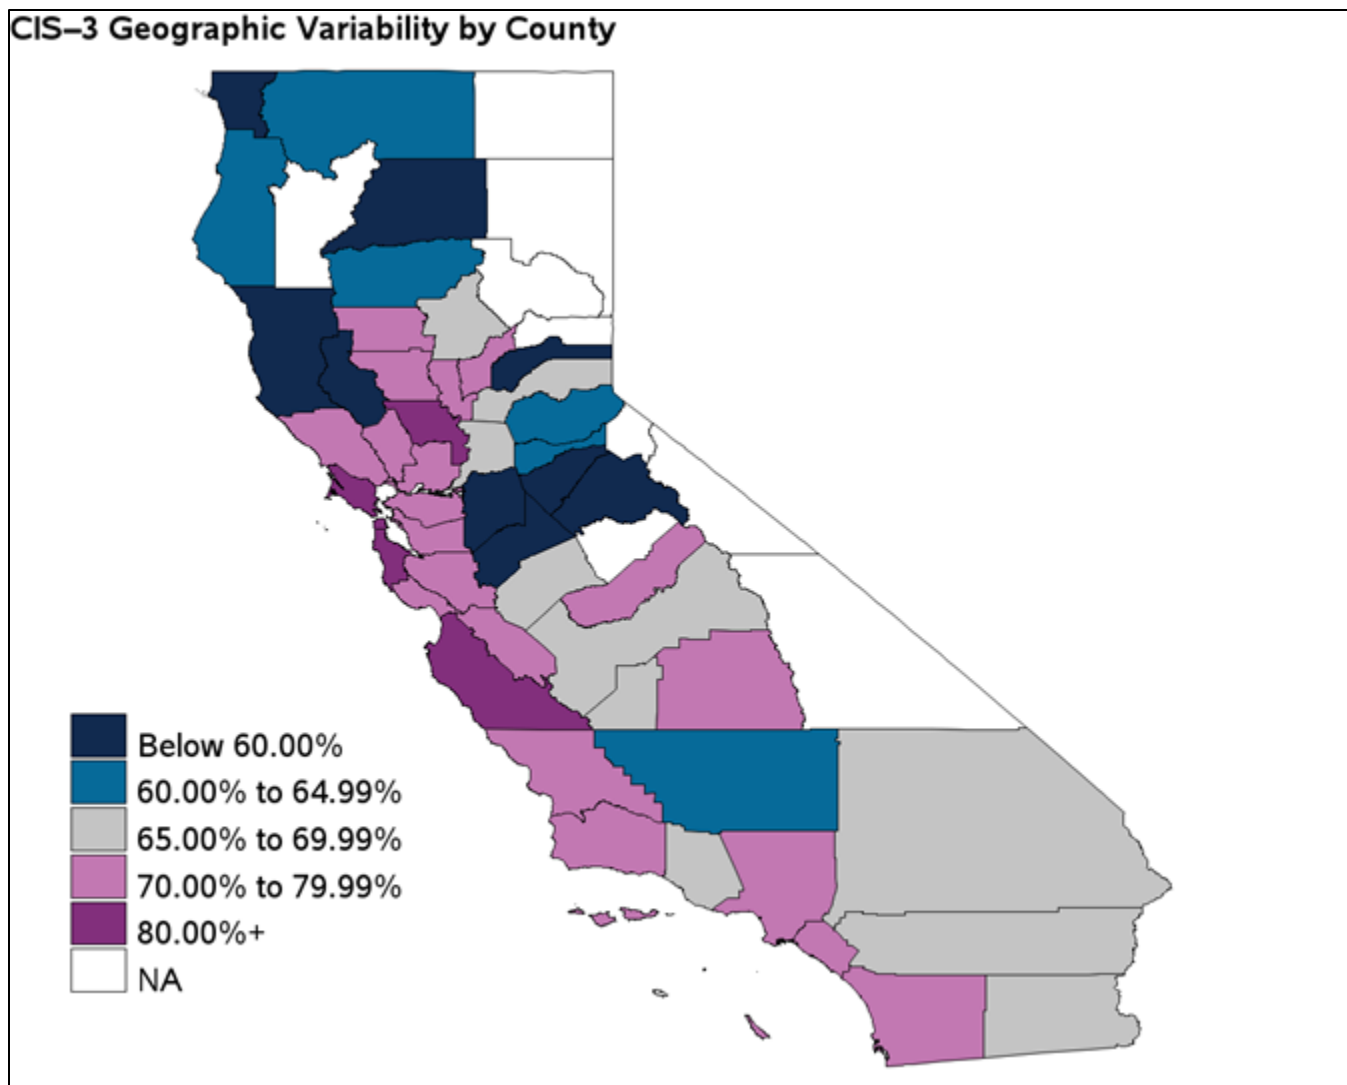 CIS–3 Geographic Variability by County
Below 60.00%
60.00% to 64.99%
65.00% to 69.99%
70.00% to 79.99%
80.00%+
NA